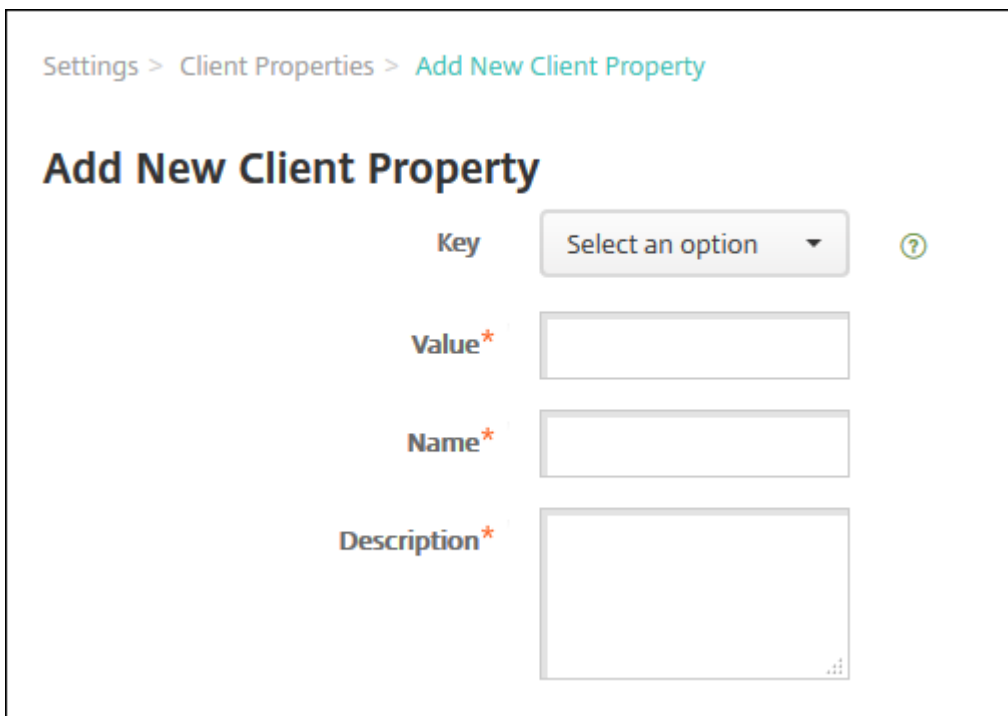 Settings > Client Properties > Add New Client Property
Add New Client Property
Key Select an option ?
Value*
Name*
Description*